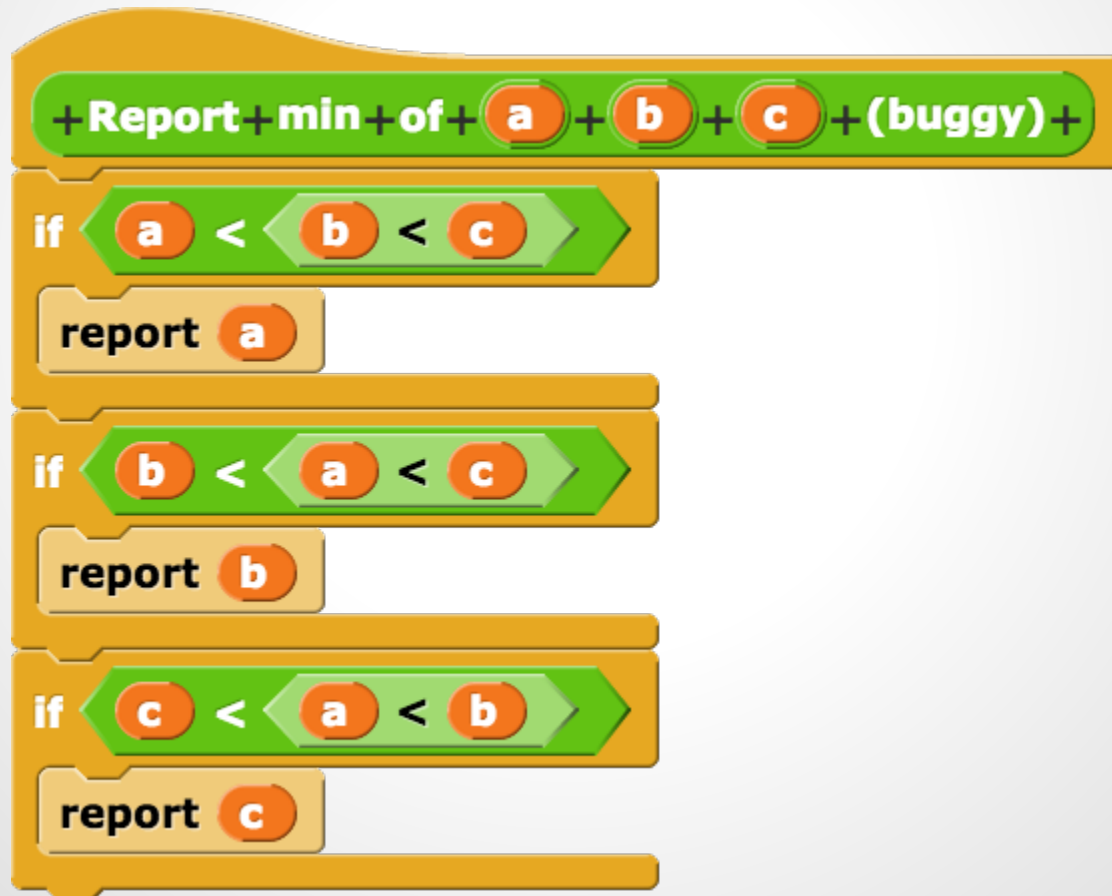 +Report+min+of+ a + b + c +(buggy)+
if a < b < c
report a
if b < a < c
report b
if c < a < b
report c